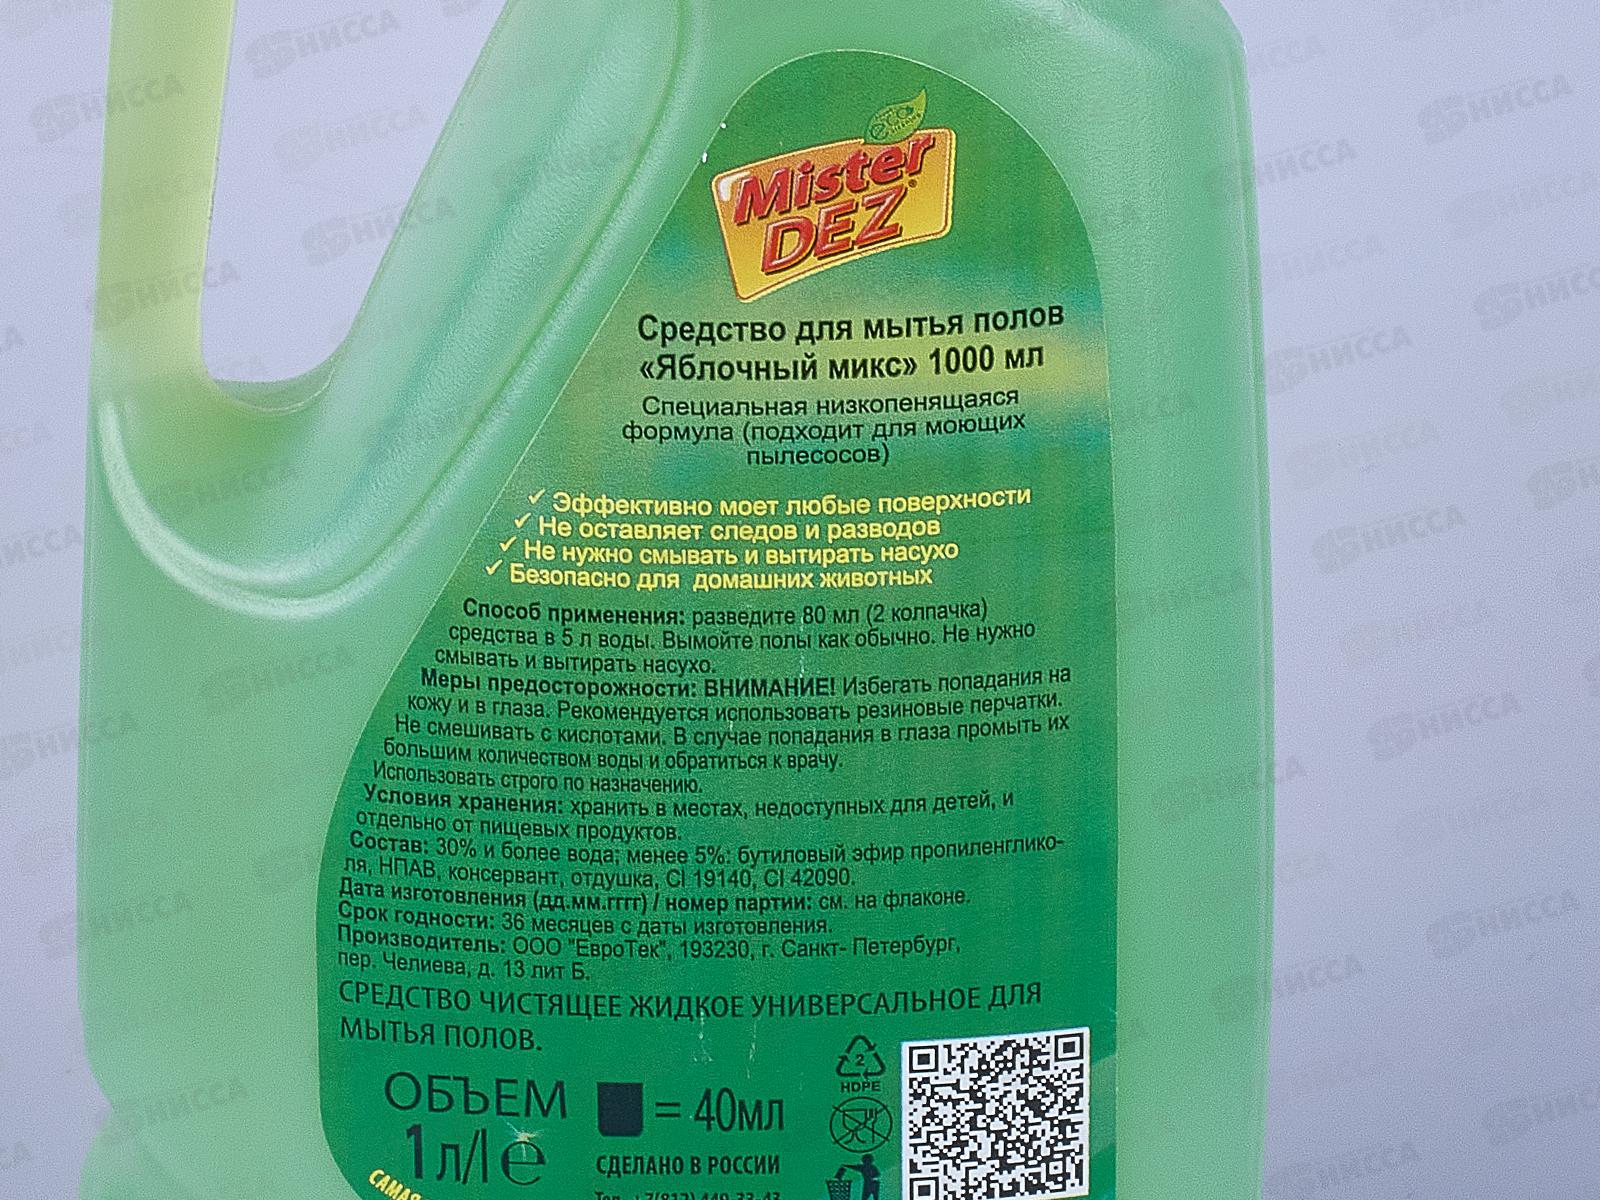 eco
Mister
DEZ®
Средство для мытья полов
«Яблочный микс» 1000 мл
Специальная низкопенящаяся
формула (подходит для моющих
пылесосов)
✓ Эффективно моет любые поверхности
✓ Не оставляет следов и разводов
✓ Не нужно смывать и вытирать насухо
✓ Безопасно для домашних животных
Способ применения: разведите 80 мл (2 колпачка)
средства в 5 л воды. Вымойте полы как обычно. Не нужно
смывать и вытирать насухо.
Меры предосторожности: ВНИМАНИЕ! Избегать попадания на
кожу и в глаза. Рекомендуется использовать резиновые перчатки.
Не смешивать с кислотами. В случае попадания в глаза промыть их
большим количеством воды и обратиться к врачу.
Использовать строго по назначению.
Условия хранения: хранить в местах, недоступных для детей, и
отдельно от пищевых продуктов.
Состав: 30% и более вода; менее 5%: бутиловый эфир пропиленглико-
ля, НПАВ, консервант, отдушка, CI 19140, CI 42090.
Дата изготовления (дд.мм.гггг) / номер партии: см. на флаконе.
Срок годности: 36 месяцев с даты изготовления.
Производитель: ООО "ЕвроТек", 193230, г. Санкт- Петербург,
пер. Челиева, д. 13 лит Б.
СРЕДСТВО ЧИСТЯЩЕЕ ЖИДКОЕ УНИВЕРСАЛЬНОЕ ДЛЯ
МЫТЬЯ ПОЛОВ.
ОБЪЕМ
1л/l e
= 40мл
СДЕЛАНО В РОССИИ
2
HDPE
САМАЯ
НИССА